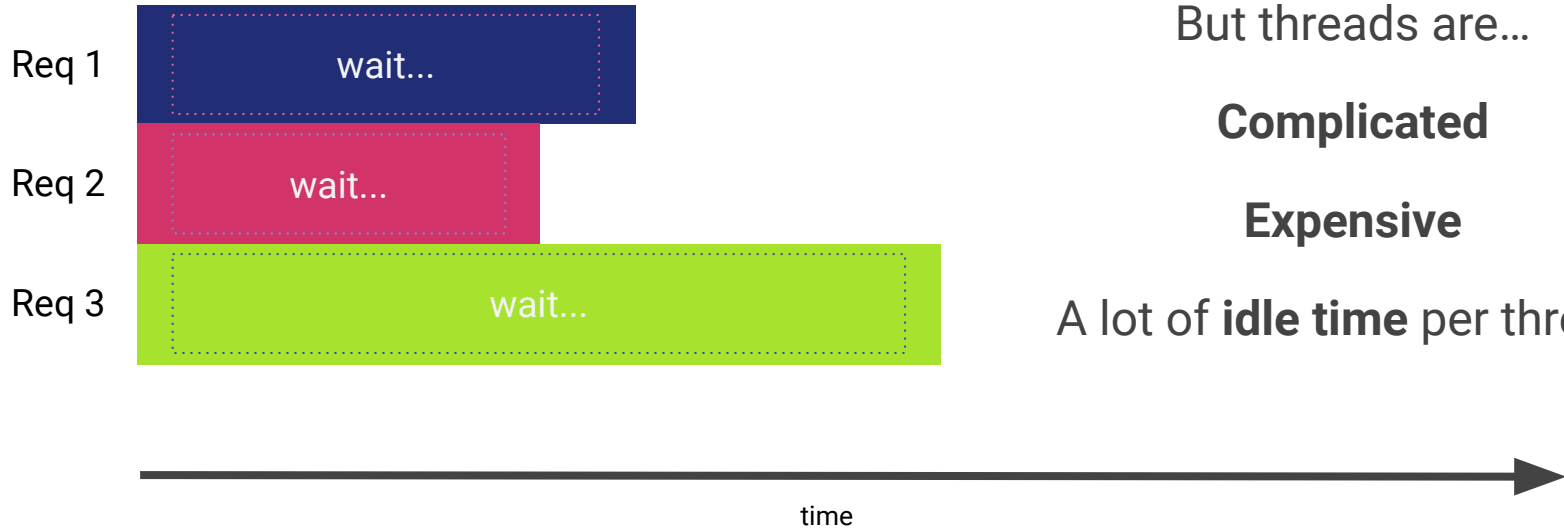 Req 1
wait...
Req 2
wait...
Req 3
wait...
But threads are…
Complicated
Expensive
A lot of idle time per
time